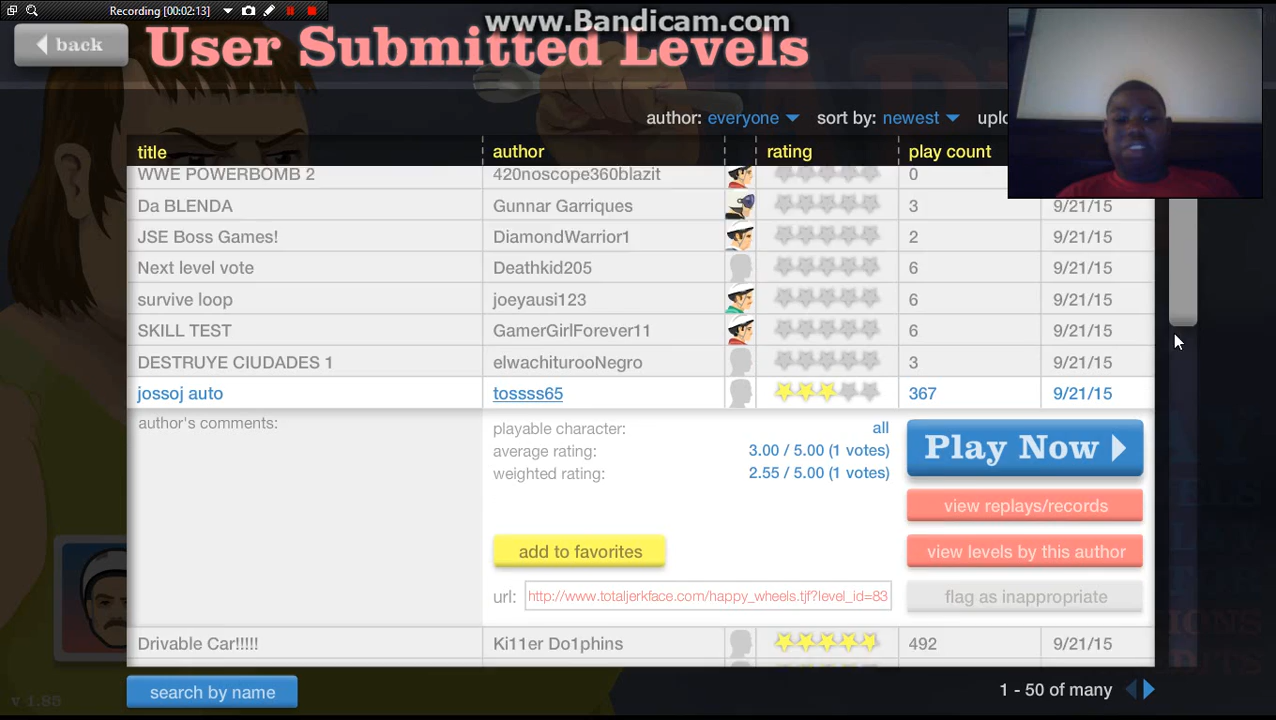 Recording [00:02:13]
www.Bandicam.com
back
User Submitted Levels
author: everyone sort by: newest
title author rating play count
WWE POWERBOMB 2 420noscope360blazit 0
Da BLENDA Gunnar Garriques 3 9/21/15
JSE Boss Games! DiamondWarrior1 2 9/21/15
Next level vote Deathkid205 6 9/21/15
survive loop joeyausi123 6 9/21/15
SKILL TEST GamerGirlForever11 6 9/21/15
DESTRUYE CIUDADES 1 elwachiturooNegro 3 9/21/15
jossoj auto tossss65 367 9/21/15
author's comments:
playable character: all
average rating: 3.00 / 5.00 (1 votes)
weighted rating: 2.55 / 5.00 (1 votes)
Play Now
view replays/records
add to favorites
view levels by this author
url: http://www.totaljerkface.com/happy_wheels.tjf?level_id=83
flag as inappropriate
Drivable Car!!!!! Ki11er Do1phins 492 9/21/15
search by name
1 - 50 of many
v 1.85